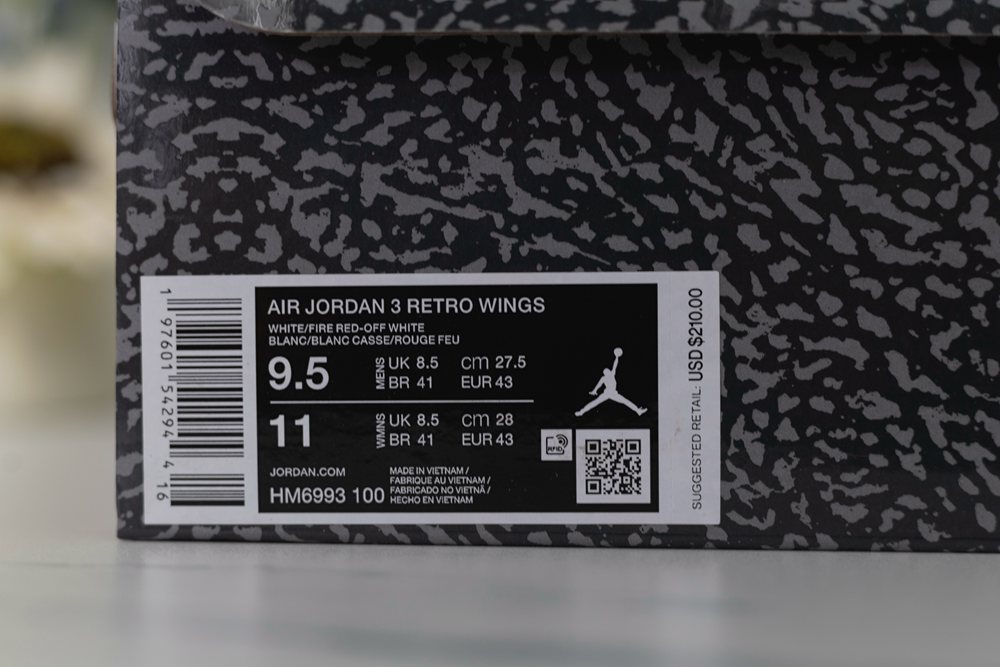 AIR JORDAN 3 RETRO WINGS
WHITE/FIRE RED-OFF WHITE
BLANC/BLANC CASSE/ROUGE FEU
9.5 MENS UK 8.5 cm 27.5
BR 41 EUR 43
11 WMNS UK 8.5 cm 28
BR 41 EUR 43
JORDAN.COM
HM6993 100
MADE IN VIETNAM /
FABRIQUE AU VIETNAM /
FABRICADO NO VIETNÃ /
HECHO EN VIETNAM
RFID
1 97601 54294 4 16
SUGGESTED RETAIL: USD $210.00